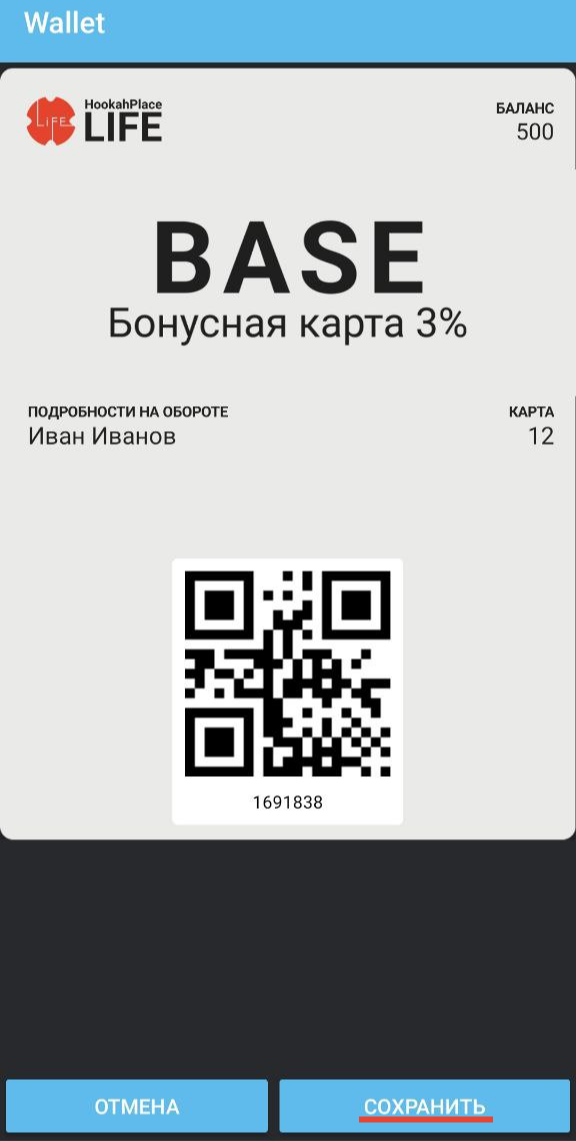 Wallet
LIFE
HookahPlace
LIFE
БАЛАНС
500
BASE
Бонусная карта 3%
ПОДРОБНОСТИ НА ОБОРОТЕ
КАРТА
Иван Иванов
12
1691838
ОТМЕНА
СОХРАНИТЬ